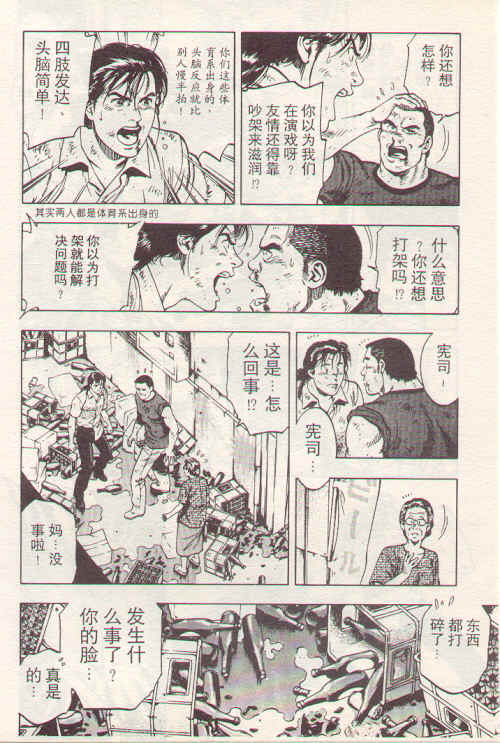 你还想
怎样？
你以为我们
在演戏呀？
友情还得靠
吵架来滋润!?
你们这些体
育系出身的，
头脑反应就比
别人慢半拍！
四肢发达、
头脑简单！
其实两人都是体育系出身的
什么意思
？你还想
打架吗!?
你以为打
架就能解
决问题吗？
宪司！
宪司…
这是…怎
么回事!?
妈…没
事啦！
ビール
东西
都打
碎了…
发生什
么事了？
你的脸…
真是
的…